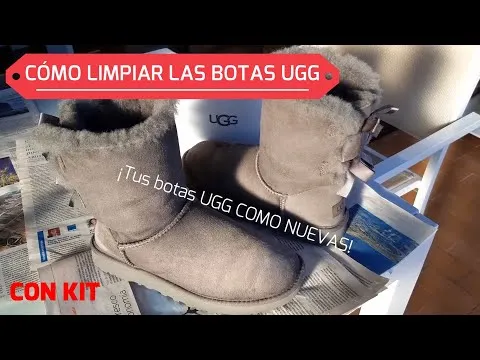 CÓMO LIMPIAR LAS BOTAS UGG
UGG
¡Tus botas UGG COMO NUEVAS!
CON KIT